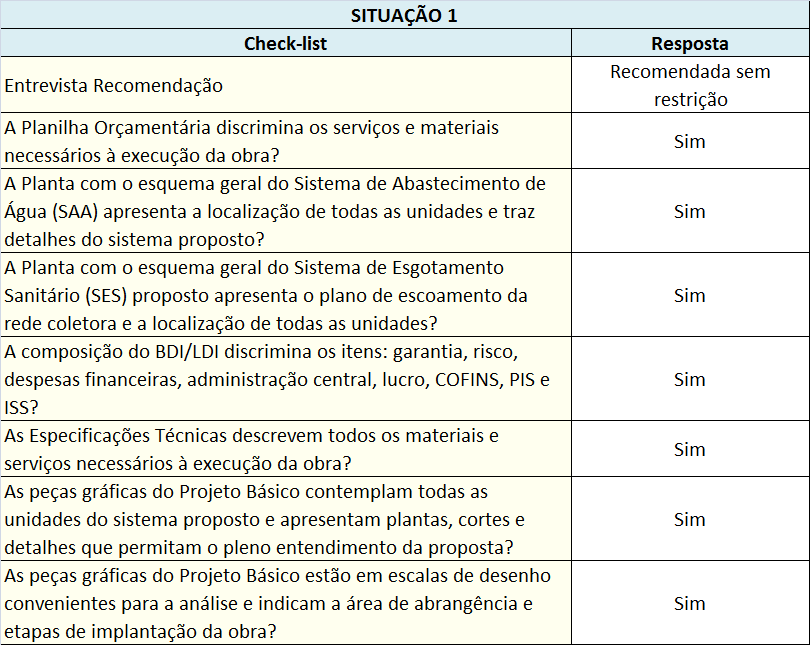 SITUAÇÃO 1
Check-list
Resposta
Entrevista Recomendação
Recomendada sem
restrição
A Planilha Orçamentária discrimina os serviços e materiais
necessários à execução da obra?
Sim
A Planta com o esquema geral do Sistema de Abastecimento de
Água (SAA) apresenta a localização de todas as unidades e traz
detalhes do sistema proposto?
Sim
A Planta com o esquema geral do Sistema de Esgotamento
Sanitário (SES) proposto apresenta o plano de escoamento da
rede coletora e a localização de todas as unidades?
Sim
A composição do BDI/LDI discrimina os itens: garantia, risco,
despesas financeiras, administração central, lucro, COFINS, PIS e
ISS?
Sim
As Especificações Técnicas descrevem todos os materiais e
serviços necessários à execução da obra?
Sim
As peças gráficas do Projeto Básico contemplam todas as
unidades do sistema proposto e apresentam plantas, cortes e
detalhes que permitam o pleno entendimento da proposta?
Sim
As peças gráficas do Projeto Básico estão em escalas de desenho
convenientes para a análise e indicam a área de abrangência e
etapas de implantação da obra?
Sim